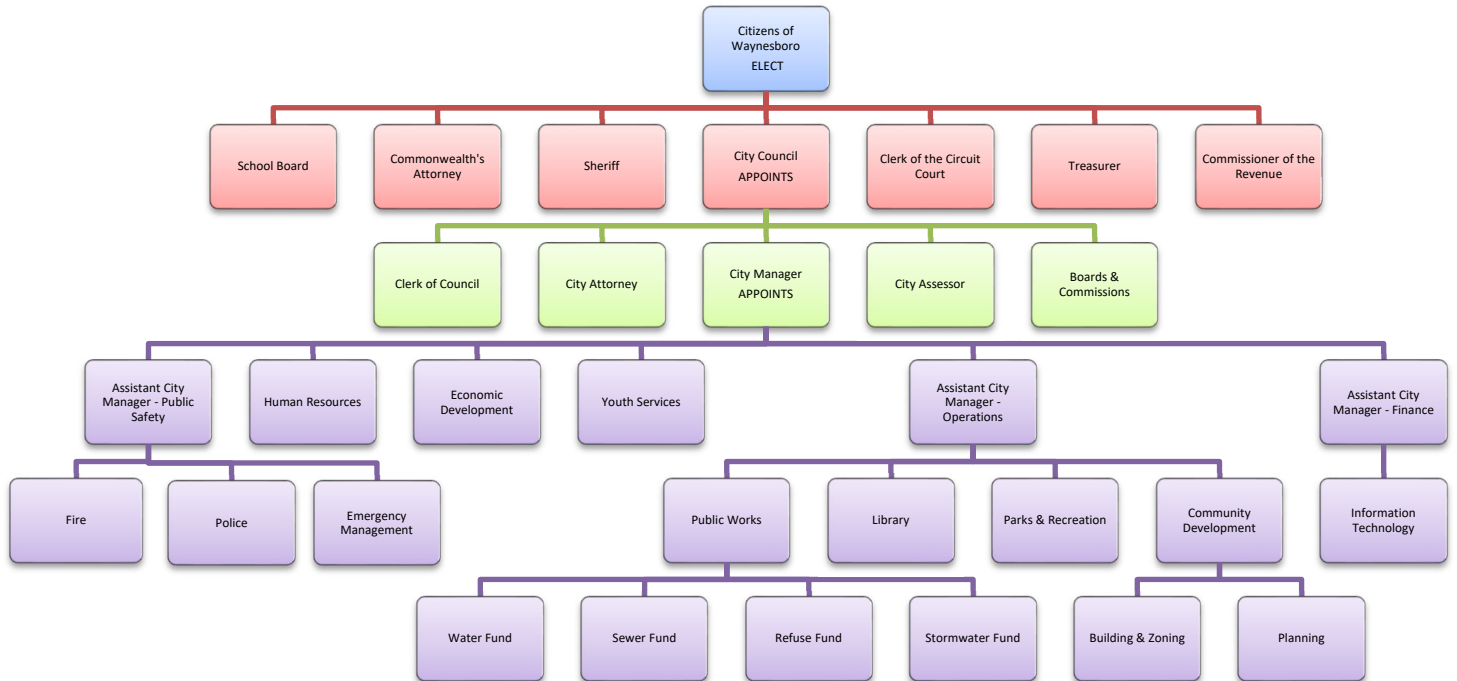 Citizens of
Waynesboro
ELECT
School Board
Commonwealth's
Attorney
Sheriff
City Council
APPOINTS
Clerk of the Circuit
Court
Treasurer
Commissioner of the
Revenue
Clerk of Council
City Attorney
City Manager
APPOINTS
City Assessor
Boards &
Commissions
Assistant City
Manager - Public
Safety
Human Resources
Economic
Development
Youth Services
Assistant City
Manager -
Operations
Assistant City
Manager - Finance
Fire
Police
Emergency
Management
Public Works
Library
Parks & Recreation
Community
Development
Information
Technology
Water Fund
Sewer Fund
Refuse Fund
Stormwater Fund
Building & Zoning
Planning